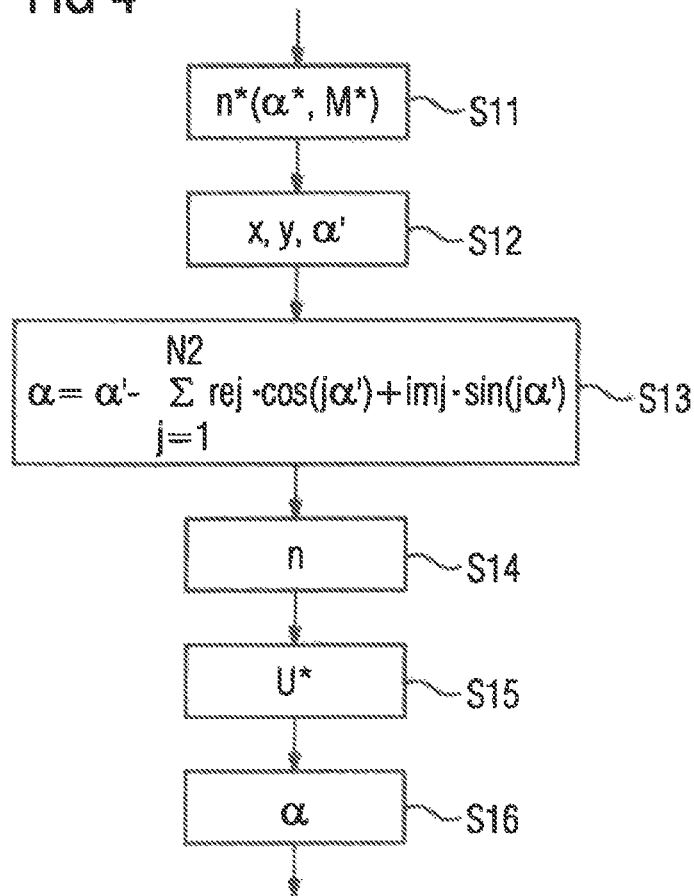 FIG 4
n*(α*, M*)
S11
x, y, α'
S12
N2
α = α'- Σ rej ·cos(jα')+imj·sin(jα')
j=1
S13
n
S14
U*
S15
α
S16